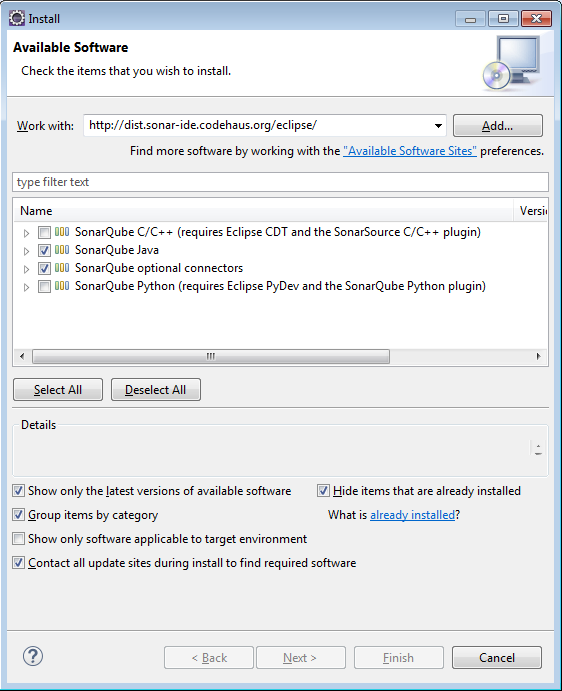 Install
Available Software
Check the items that you wish to install.
Work with: http://dist.sonar-ide.codehaus.org/eclipse/ Add...
Find more software by working with the "Available Software Sites" preferences.
type filter text
Name Versi
SonarQube C/C++ (requires Eclipse CDT and the SonarSource C/C++ plugin)
SonarQube Java
SonarQube optional connectors
SonarQube Python (requires Eclipse PyDev and the SonarQube Python plugin)
Select All Deselect All
Details
Show only the latest versions of available software Hide items that are already installed
Group items by category What is already installed?
Show only software applicable to target environment
Contact all update sites during install to find required software
? < Back Next > Finish Cancel